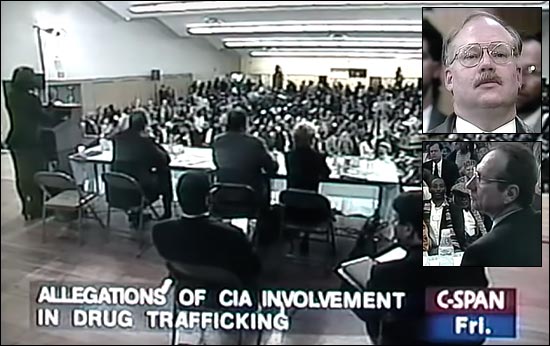 ALLEGATIONS OF CIA INVOLVEMENT
IN DRUG TRAFFICKING
C-SPAN
Fri.